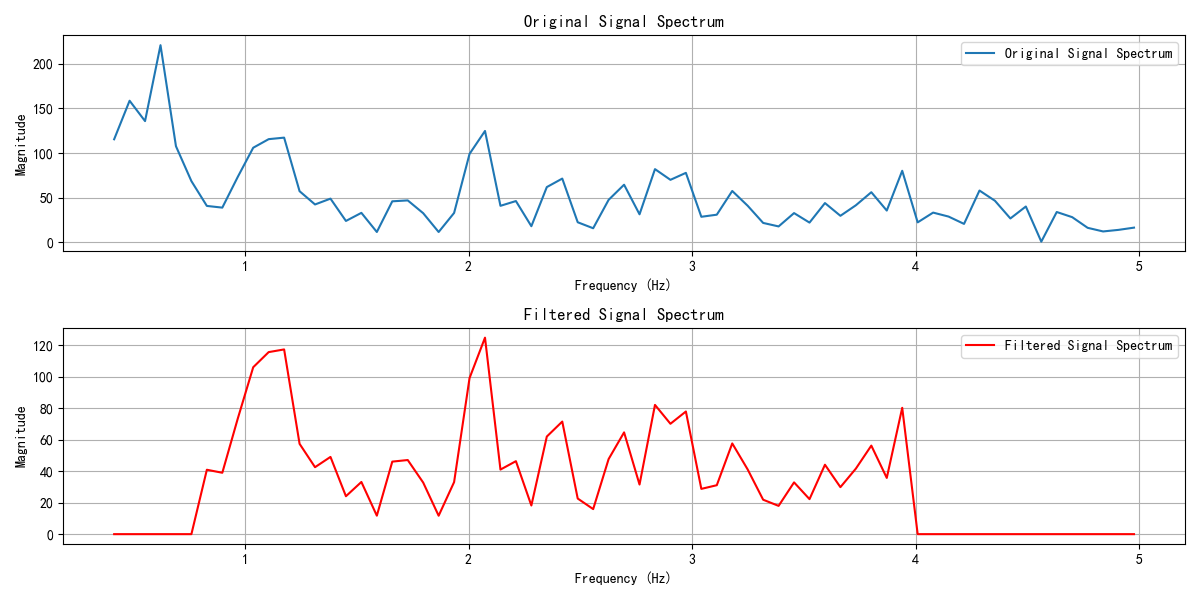 Original Signal Spectrum
Original Signal Spectrum
200
150
100
50
0
Magnitude
1 2 3 4 5
Frequency (Hz)
Filtered Signal Spectrum
Filtered Signal Spectrum
120
100
80
60
40
20
0
Magnitude
1 2 3 4 5
Frequency (Hz)